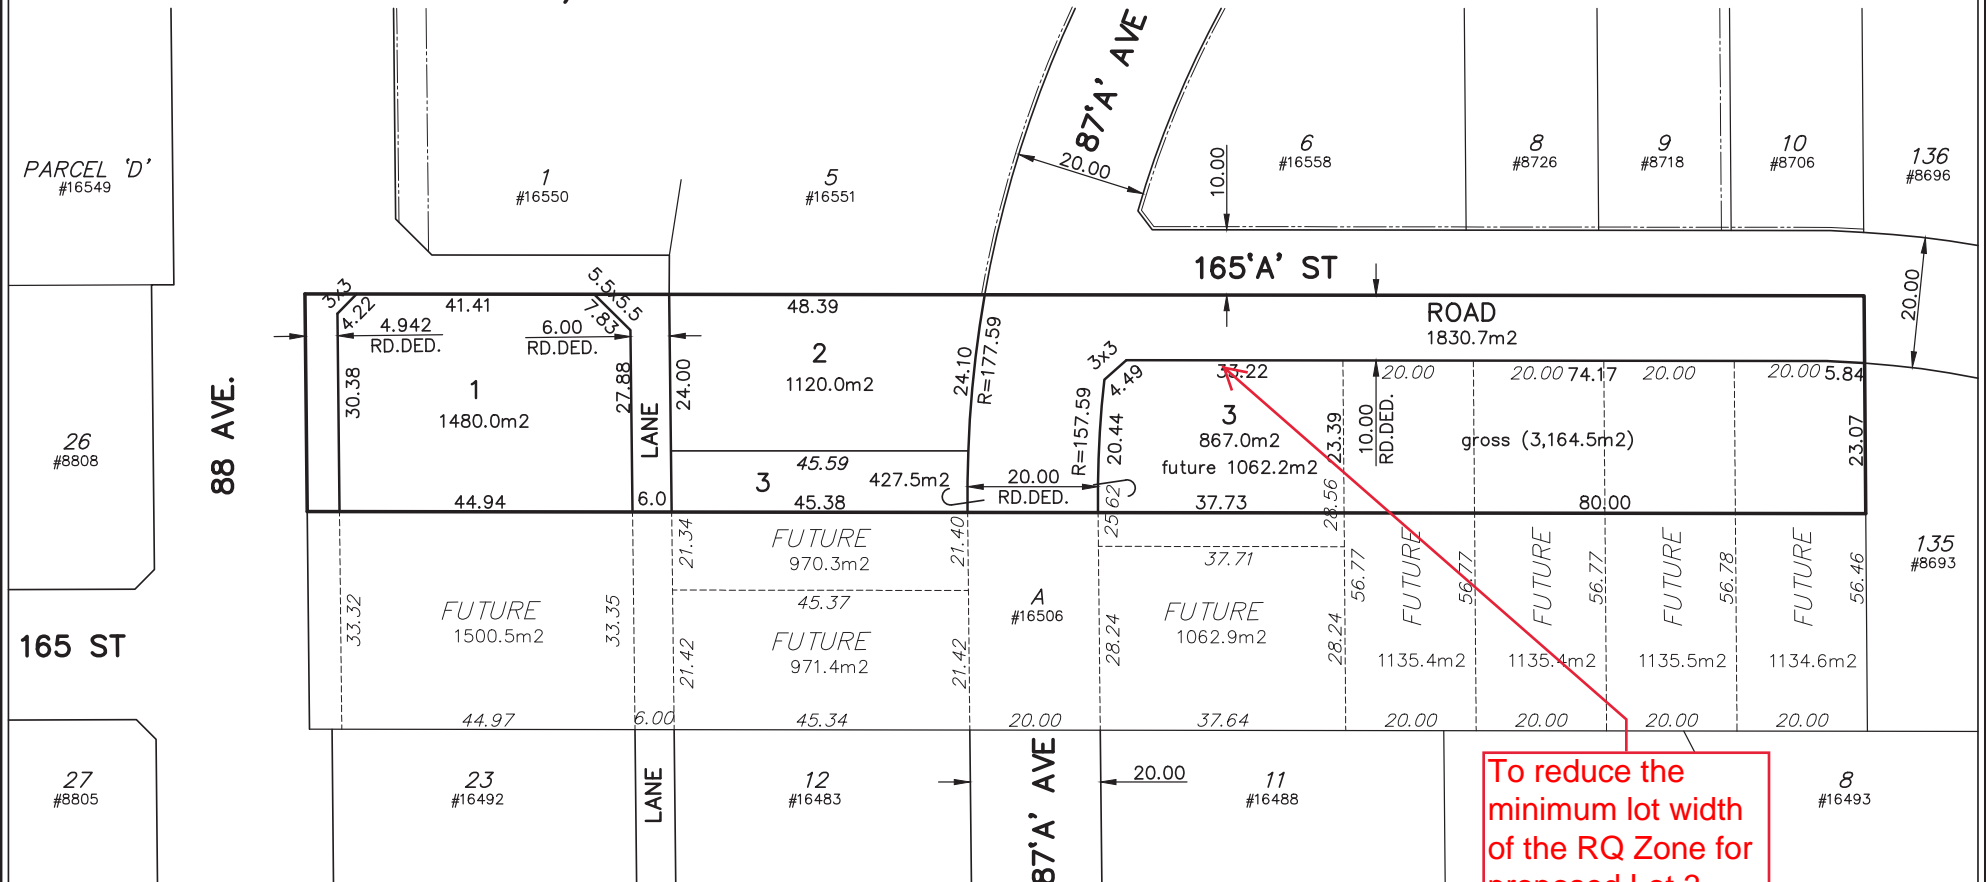 87'A' AVE
20.00
PARCEL 'D'
#16549
1
#16550
5
#16551
6
#16558
8
#8726
9
#8718
10
#8706
136
#8696
10.00
165'A' ST
20.00
3x3
4.22
41.41
5.5x5.5
7.83
48.39
ROAD
1830.7m2
4.942
RD.DED.
6.00
RD.DED.
30.38
1
1480.0m2
27.88
LANE
24.00
2
1120.0m2
24.10
R=177.59
3x3
4.49
33.22
20.00
20.00
74.17
20.00
20.00
5.84
88 AVE.
R=157.59
20.44
3
867.0m2
future 1062.2m2
23.39
10.00
RD.DED.
gross (3,164.5m2)
23.07
26
#8808
45.59
3
427.5m2
20.00
RD.DED.
44.94
6.0
45.38
25.62
37.73
28.56
80.00
21.34
FUTURE
970.3m2
21.40
37.71
56.77
FUTURE
56.77
FUTURE
56.77
FUTURE
56.78
FUTURE
56.46
135
#8693
33.32
FUTURE
1500.5m2
33.35
45.37
A
#16506
FUTURE
1062.9m2
165 ST
FUTURE
971.4m2
21.42
21.42
28.24
28.24
1135.4m2
1135.4m2
1135.5m2
1134.6m2
44.97
6.00
45.34
20.00
37.64
20.00
20.00
20.00
20.00
27
#8805
23
#16492
LANE
12
#16483
87'A' AVE
20.00
11
#16488
8
#16493
To reduce the
minimum lot width
of the RQ Zone for
proposed Lot 3